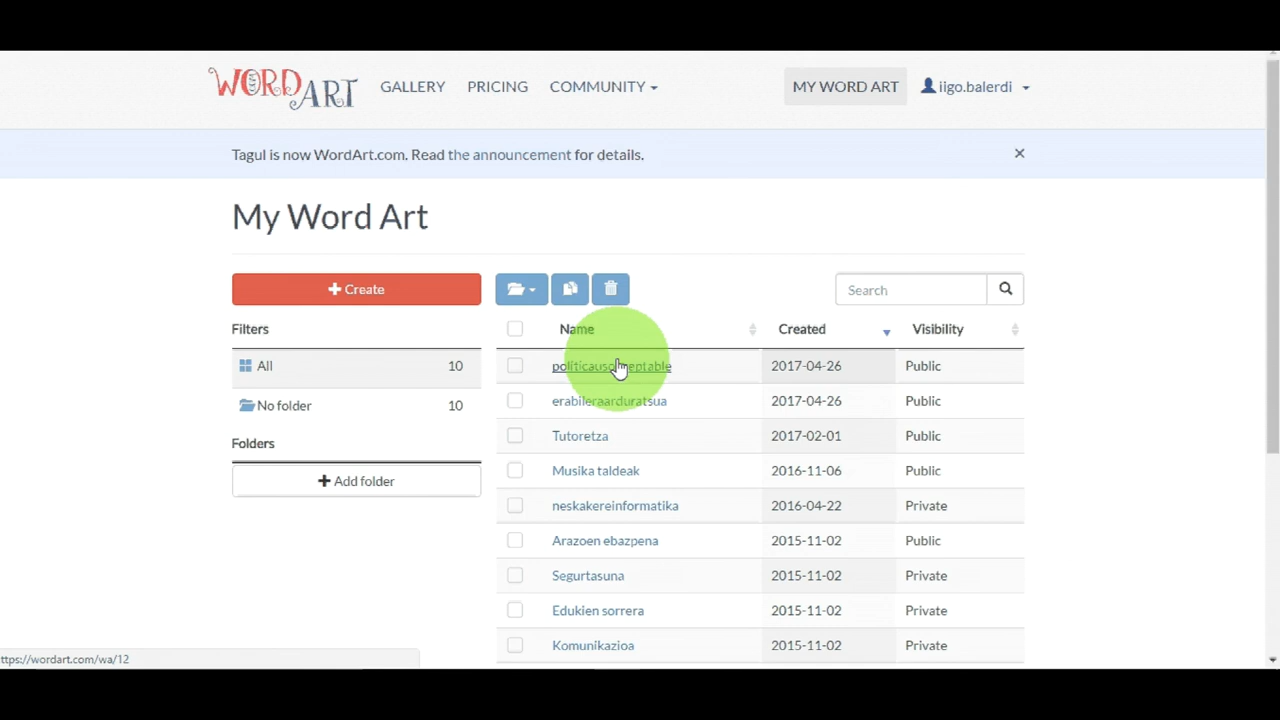 WORD ART GALLERY PRICING COMMUNITY MY WORD ART iigo.balerdi
Tagul is now WordArt.com. Read the announcement for details.
My Word Art
Create Search
Filters Name Created Visibility
All 10 2017-04-26 Public
erabileraarduratsua 2017-04-26 Public
No folder 10
Tutoretza 2017-02-01 Public
Folders
Musika taldeak 2016-11-06 Public
Add folder
neskakereinformatika 2016-04-22 Private
Arazoen ebazpena 2015-11-02 Public
Segurtasuna 2015-11-02 Private
Edukien sorrera 2015-11-02 Private
Komunikazioa 2015-11-02 Private
ttps://wordart.com/wa/12